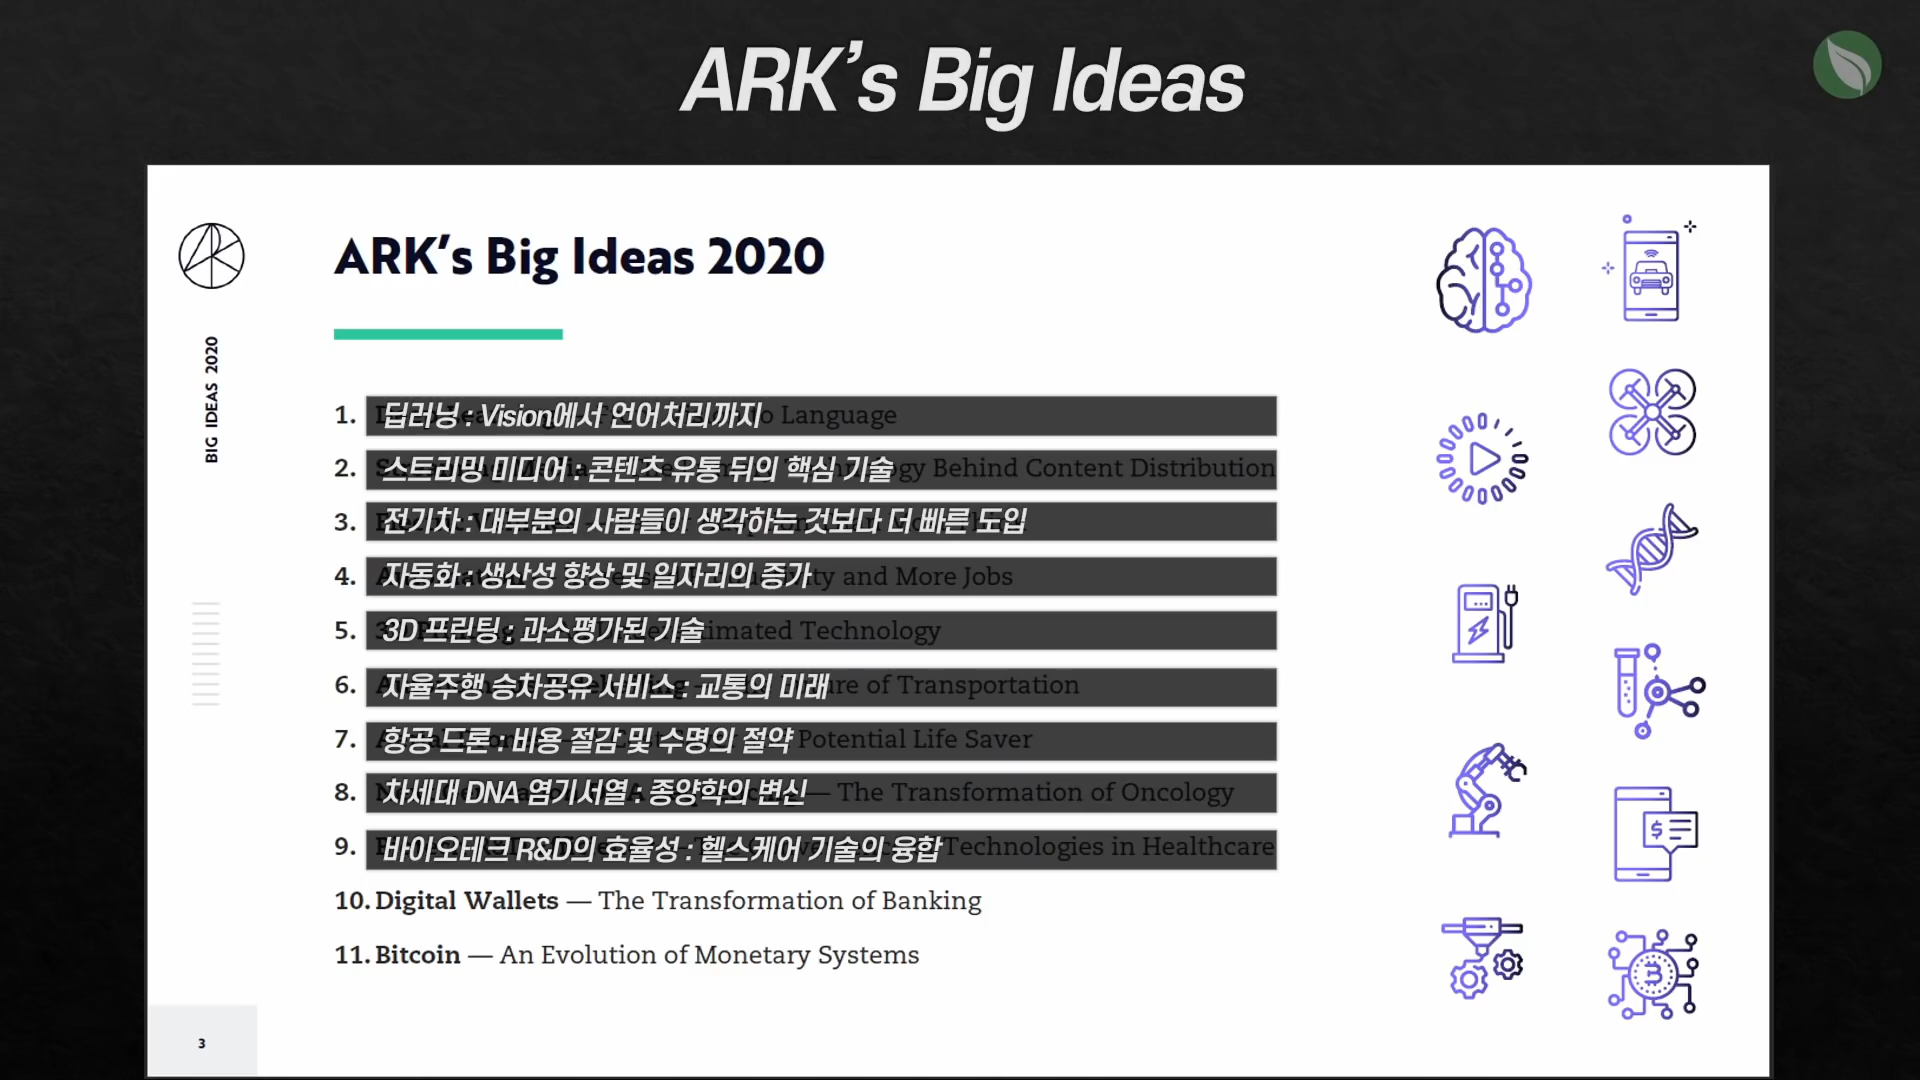 ARK's Big Ideas
ARK's Big Ideas 2020
BIG IDEAS 2020
1. 딥러닝 : Vision에서 언어처리까지 to Language
2. 스트리밍 미디어 : 콘텐츠 유통 뒤의 핵심 기술 Behind Content Distribution
3. 전기차 : 대부분의 사람들이 생각하는 것보다 더 빠른 도입
4. 자동화 : 생산성 향상 및 일자리의 증가 and More Jobs
5. 3D 프린팅 : 과소평가된 기술 Technology
6. 자율주행 승차공유 서비스 : 교통의 미래 of Transportation
7. 항공 드론 : 비용 절감 및 수명의 절약 Potential Life Saver
8. 차세대 DNA 염기서열 : 종양학의 변신 — The Transformation of Oncology
9. 바이오테크 R&D의 효율성 : 헬스케어 기술의 융합 Technologies in Healthcare
10. Digital Wallets — The Transformation of Banking
11. Bitcoin — An Evolution of Monetary Systems
3